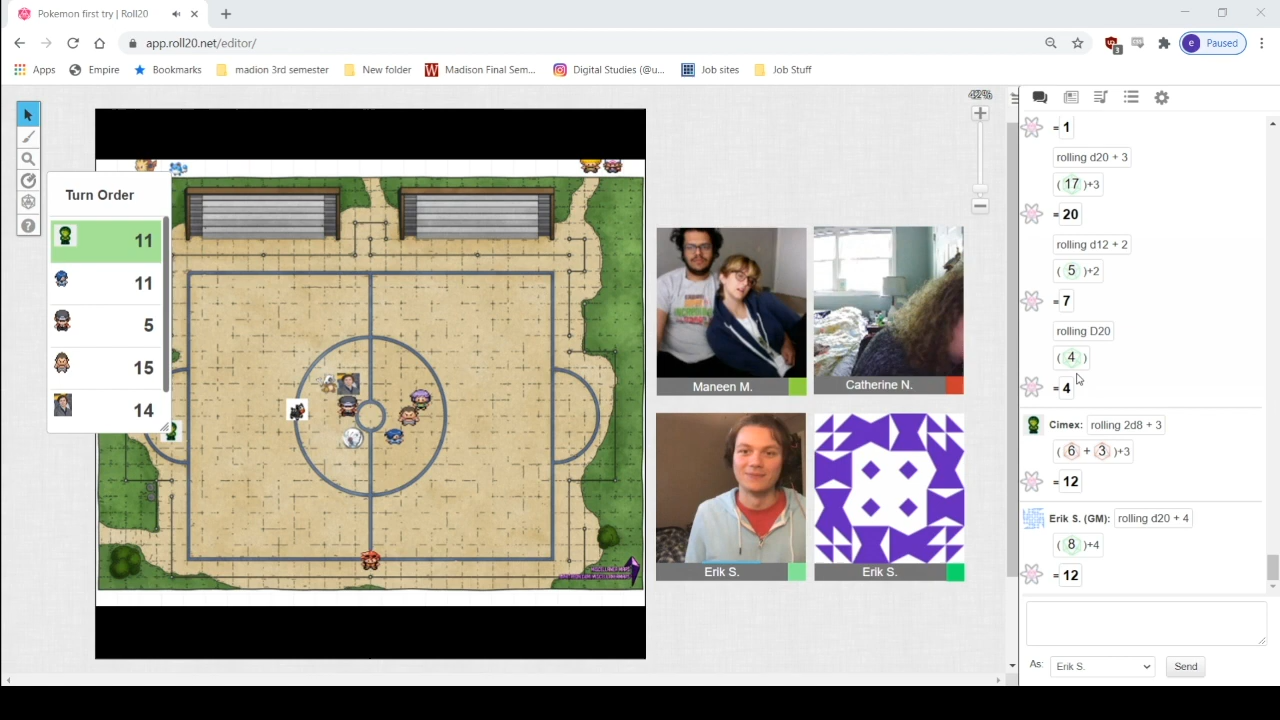 Pokemon first try | Roll20
app.roll20.net/editor/
3
e Paused
Apps Empire Bookmarks madion 3rd semester New folder Madison Final Sem... Digital Studies (@u... Job sites Job Stuff
42%
Turn Order
11
11
5
15
14
Maneen M.
Catherine N.
Erik S.
Erik S.
= 1
rolling d20 + 3
( 17 )+3
= 20
rolling d12 + 2
( 5 )+2
= 7
rolling D20
( 4 )
= 4
Cimex: rolling 2d8 + 3
( 6 + 3 )+3
= 12
Erik S. (GM): rolling d20 + 4
( 8 )+4
= 12
As: Erik S. Send